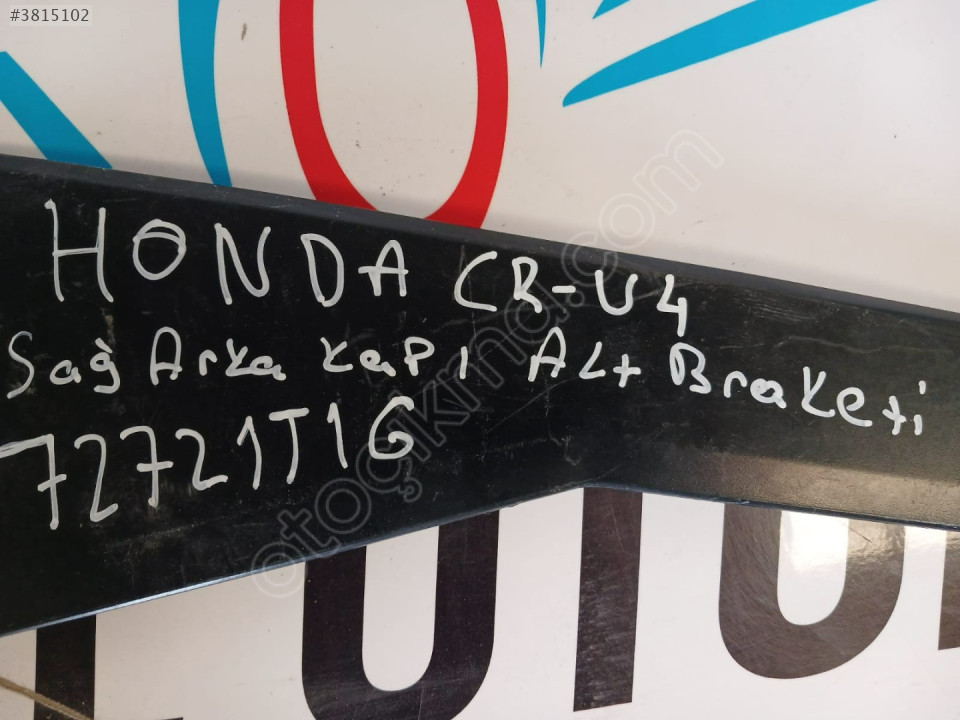 #3815102
HONDA CR-V4
Sağ Arka kapı Alt Braketi
72721T1G
otoçıkma.com